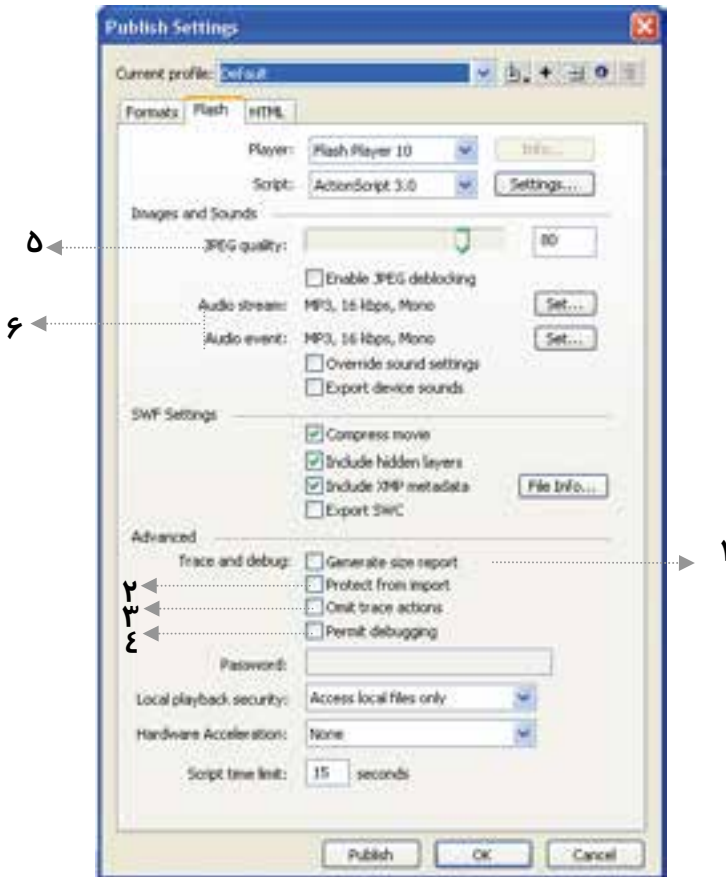 Publish Settings
Current profile: Default
Formats Flash HTML
Player: Flash Player 10 Info...
Script: ActionScript 3.0 Settings...
Images and Sounds
۵ JPEG quality: 80
Enable JPEG deblocking
Audio stream: MP3, 16 kbps, Mono Set...
۶
Audio event: MP3, 16 kbps, Mono Set...
Override sound settings
Export device sounds
SWF Settings
Compress movie
Include hidden layers
Include XMP metadata File Info...
Export SWC
Advanced
Trace and debug: Generate size report ۱
۲ Protect from import
۳ Omit trace actions
٤ Permit debugging
Password:
Local playback security: Access local files only
Hardware Acceleration: None
Script time limit: 15 seconds
Publish OK Cancel